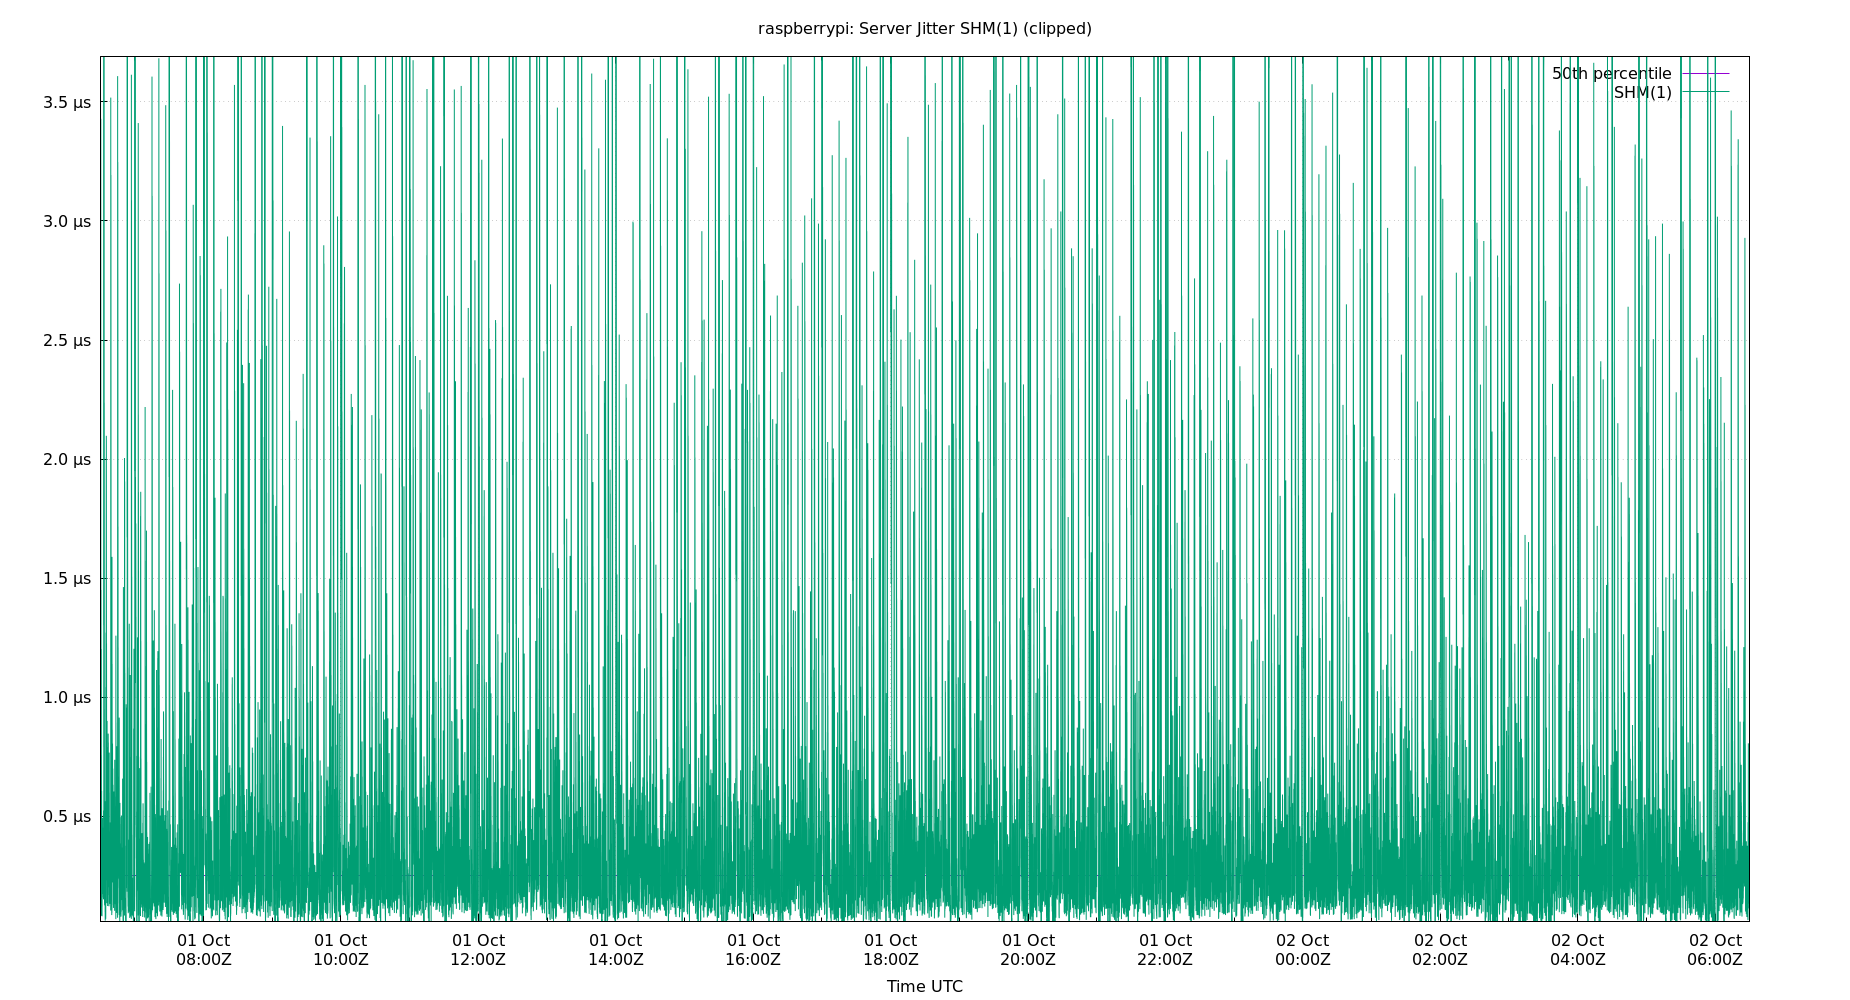 raspberrypi: Server Jitter SHM(1) (clipped)
50th percentile
SHM(1)
3.5 µs
3.0 µs
2.5 µs
2.0 µs
1.5 µs
1.0 µs
0.5 µs
01 Oct 01 Oct 01 Oct 01 Oct 01 Oct 01 Oct 01 Oct 01 Oct 02 Oct 02 Oct 02 Oct 02 Oct
08:00Z 10:00Z 12:00Z 14:00Z 16:00Z 18:00Z 20:00Z 22:00Z 00:00Z 02:00Z 04:00Z 06:00Z
Time UTC